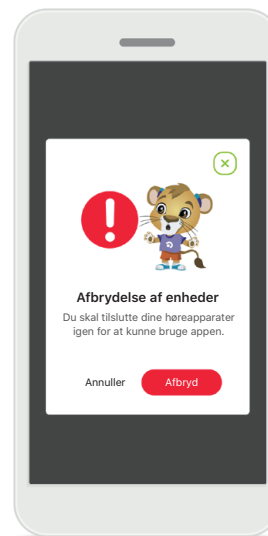 Afbrydelse af enheder
Du skal tilslutte dine høreapparater
igen for at kunne bruge appen.
Annuller Afbryd